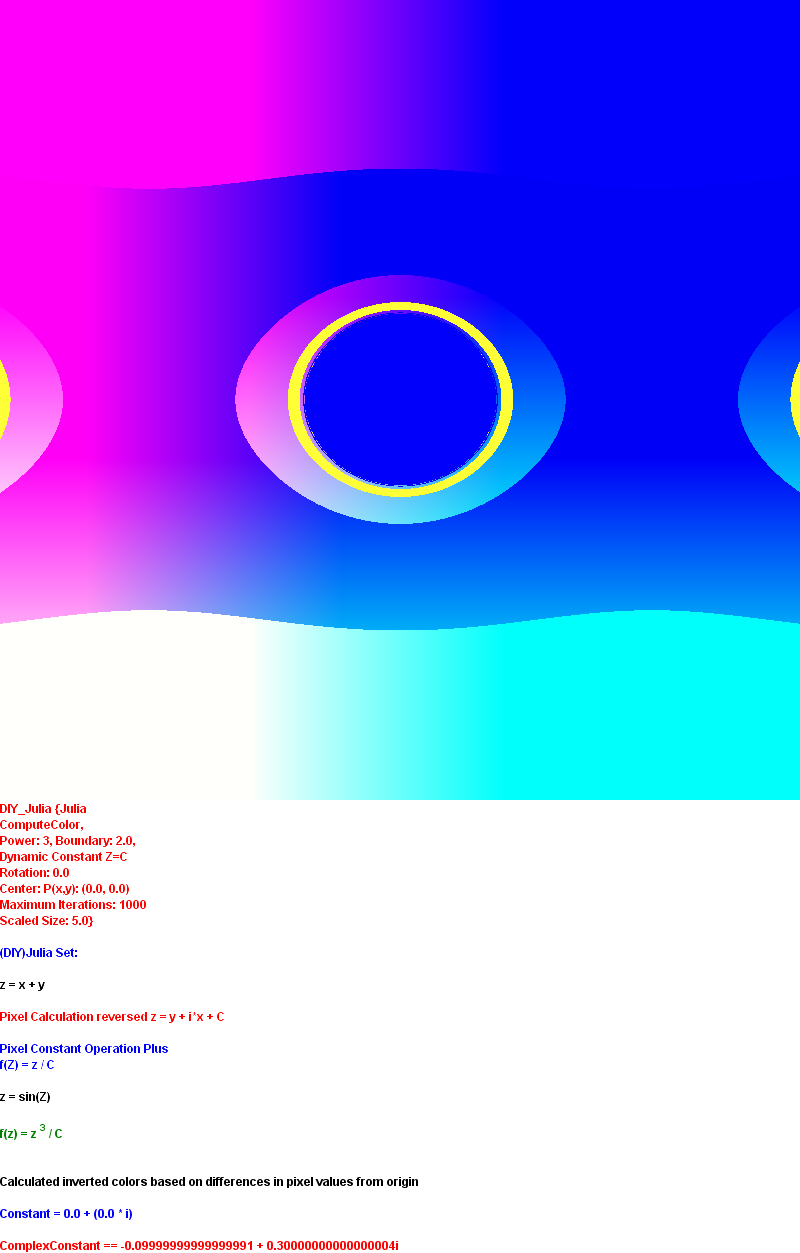 DIY_Julia {Julia
ComputeColor,
Power: 3, Boundary: 2.0,
Dynamic Constant Z=C
Rotation: 0.0
Center: P(x,y): (0.0, 0.0)
Maximum Iterations: 1000
Scaled Size: 5.0}
(DIY)Julia Set:
z = x + y
Pixel Calculation reversed z = y + i*x + C
Pixel Constant Operation Plus
f(Z) = z / C
z = sin(Z)
f(z) = z ³ / C
Calculated inverted colors based on differences in pixel values from origin
Constant = 0.0 + (0.0 * i)
ComplexConstant == -0.09999999999999991 + 0.30000000000000004i